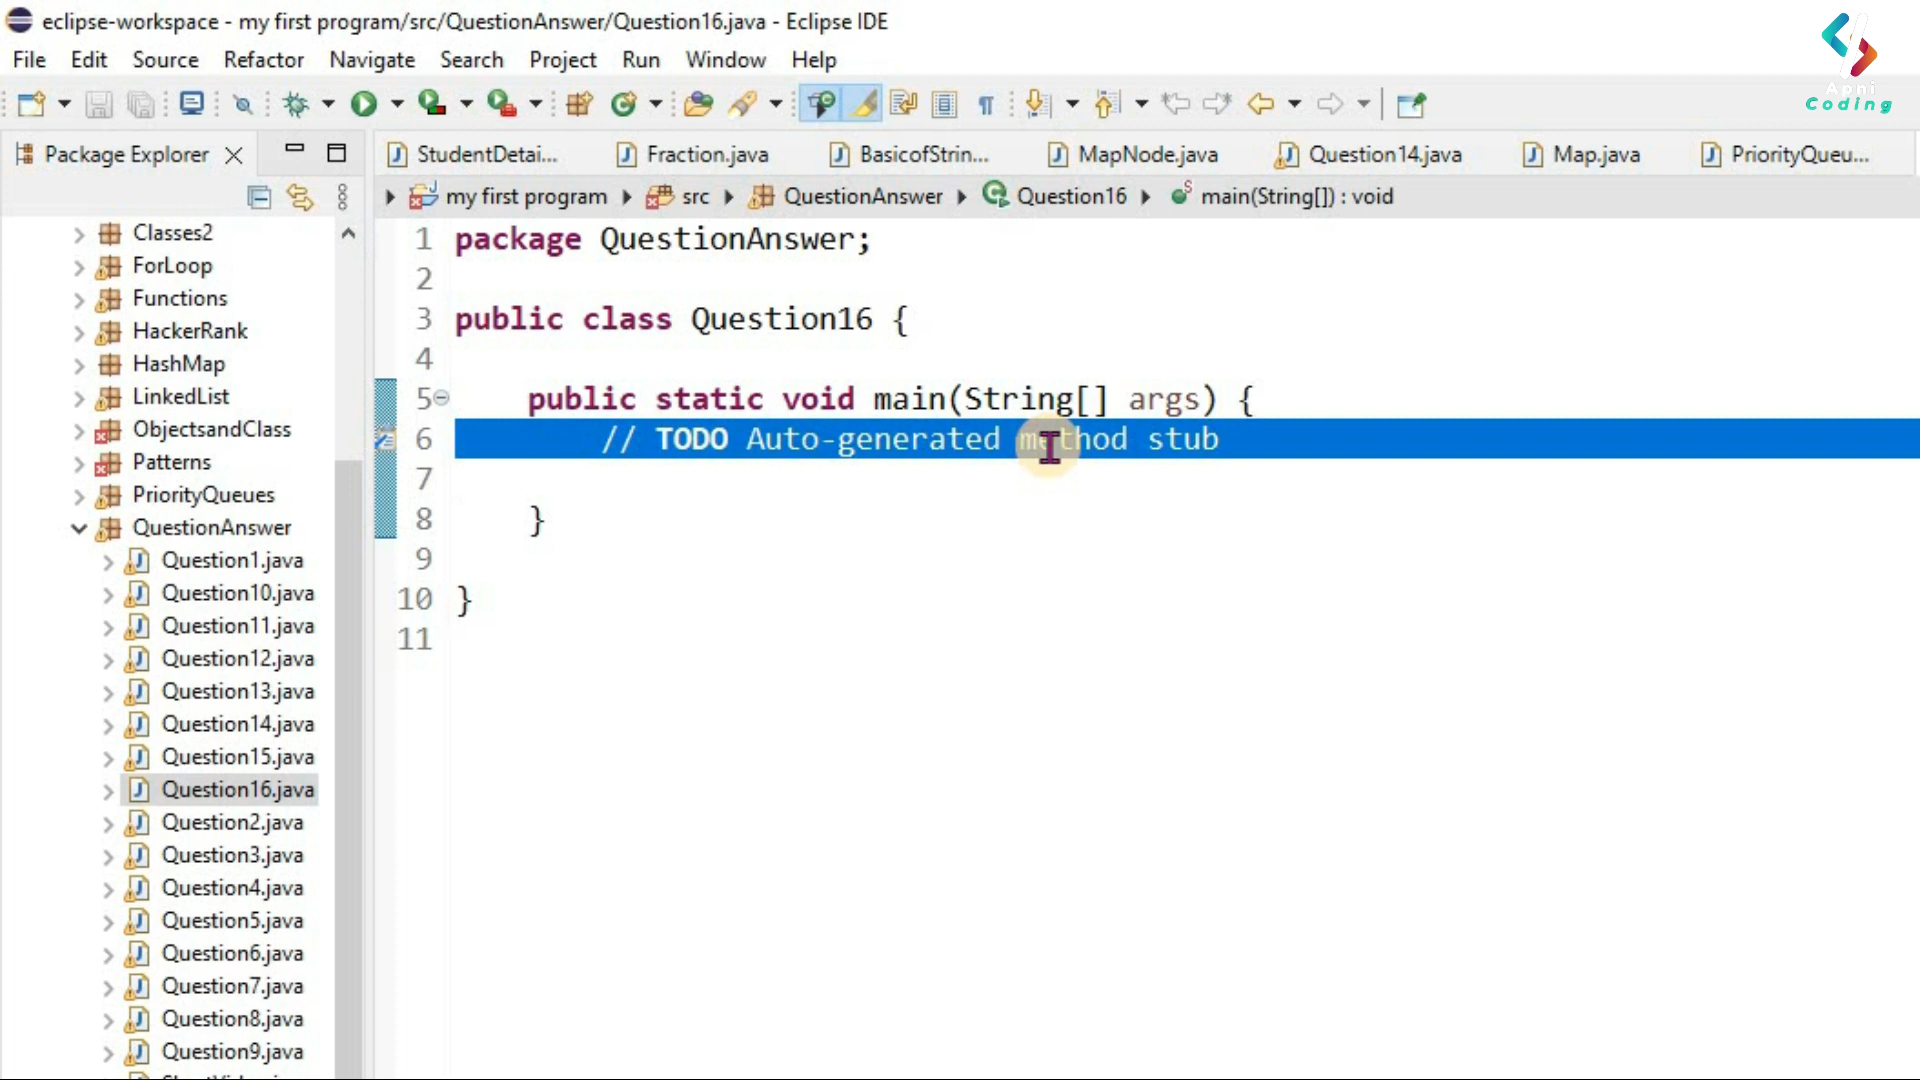 eclipse-workspace - my first program/src/QuestionAnswer/Question16.java - Eclipse IDE
File Edit Source Refactor Navigate Search Project Run Window Help
Apni
Coding
Package Explorer
StudentDetai... Fraction.java BasicofStrin... MapNode.java Question14.java Map.java PriorityQueu...
my first program src QuestionAnswer Question16 main(String[]) : void
Classes2
ForLoop
Functions
HackerRank
HashMap
LinkedList
ObjectsandClass
Patterns
PriorityQueues
QuestionAnswer
Question1.java
Question10.java
Question11.java
Question12.java
Question13.java
Question14.java
Question15.java
Question16.java
Question2.java
Question3.java
Question4.java
Question5.java
Question6.java
Question7.java
Question8.java
Question9.java
1 package QuestionAnswer;
2
3 public class Question16 {
4
5 public static void main(String[] args) {
6 // TODO Auto-generated method stub
7
8 }
9
10 }
11